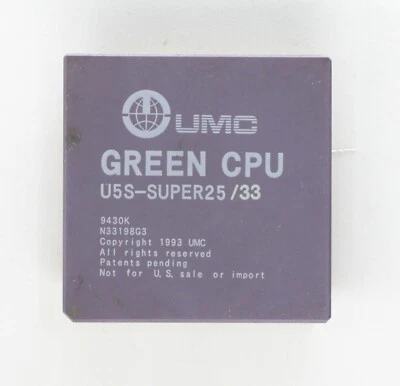 UMC
GREEN CPU
U5S-SUPER25 /33
9430K
N33198G3
Copyright 1993 UMC
All rights reserved
Patents pending
Not for U.S. sale or import